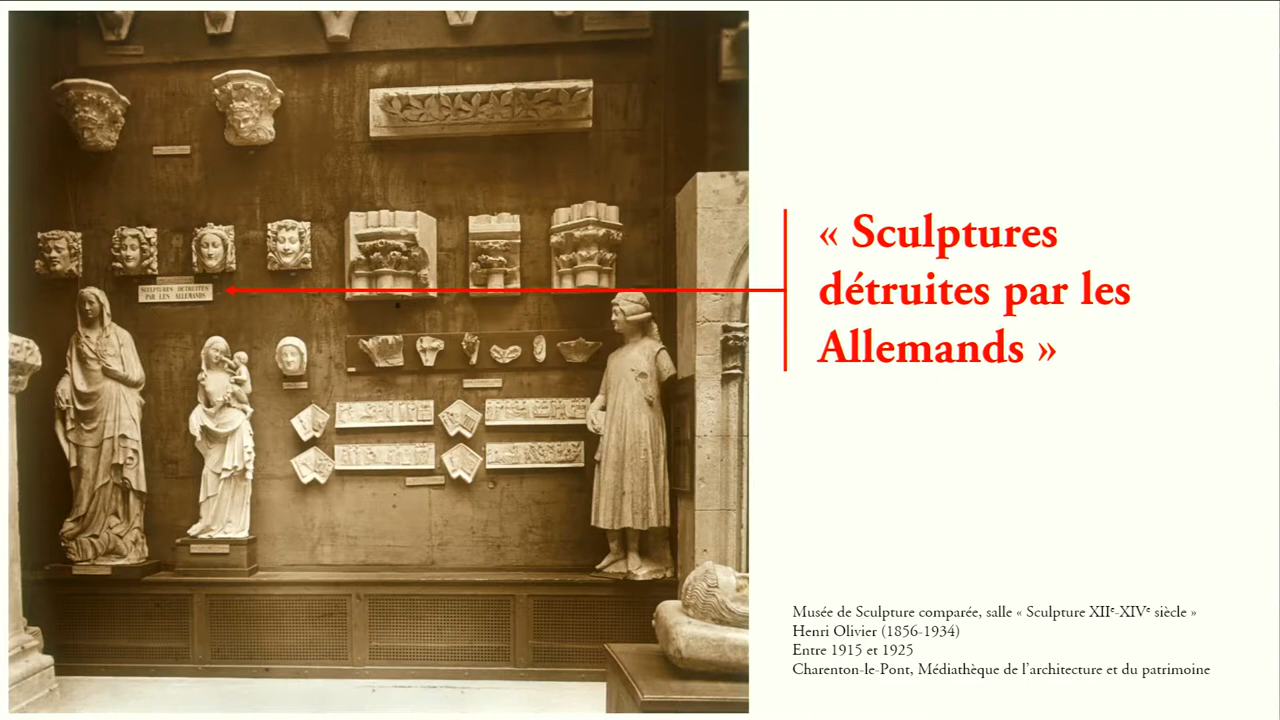 SCULPTURES DÉTRUITES
PAR LES ALLEMANDS
« Sculptures
détruites par les
Allemands »
Musée de Sculpture comparée, salle « Sculpture XIIᵉ-XIVᵉ siècle »
Henri Olivier (1856-1934)
Entre 1915 et 1925
Charenton-le-Pont, Médiathèque de l’architecture et du patrimoine